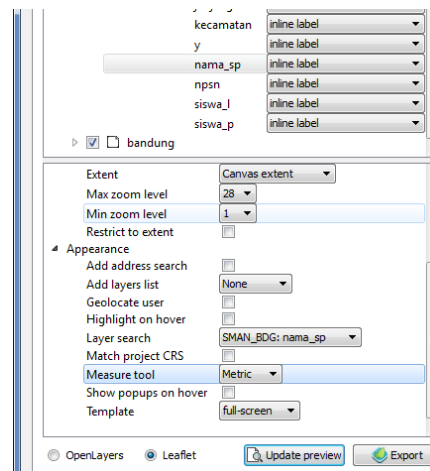 kecamatan inline label
y inline label
nama_sp inline label
npsn inline label
siswa_l inline label
siswa_p inline label
bandung
Extent Canvas extent
Max zoom level 28
Min zoom level 1
Restrict to extent
Appearance
Add address search
Add layers list None
Geolocate user
Highlight on hover
Layer search SMAN_BDG: nama_sp
Match project CRS
Measure tool Metric
Show popups on hover
Template full-screen
OpenLayers Leaflet Update preview Export